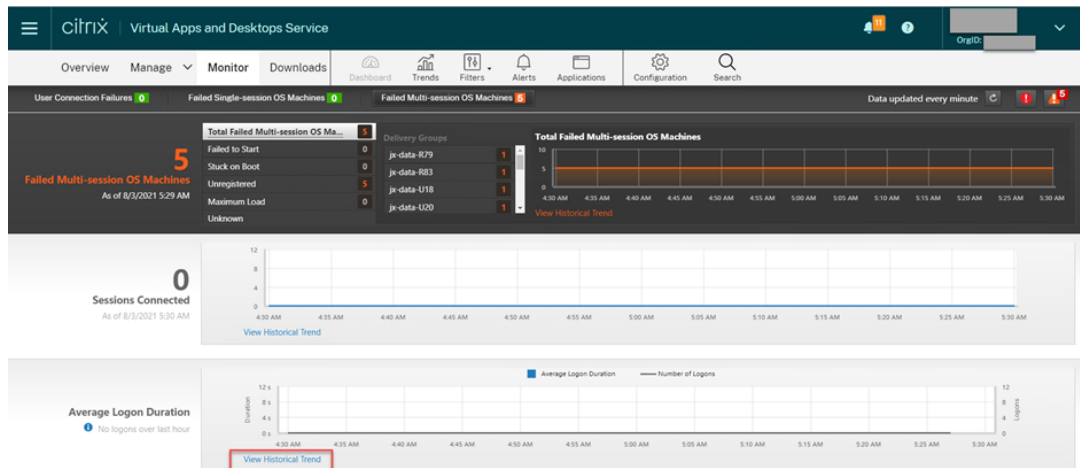 citrix Virtual Apps and Desktops Service 11 ?
OrgID:
Overview Manage Monitor Downloads Dashboard Trends Filters Alerts Applications Configuration Search
User Connection Failures 0 Failed Single-session OS Machines 0 Failed Multi-session OS Machines 5 Data updated every minute ! 5
5
Failed Multi-session OS Machines
As of 8/3/2021 5:29 AM
Total Failed Multi-session OS Ma... 5
Failed to Start 0
Stuck on Boot 0
Unregistered 5
Maximum Load 0
Unknown
Delivery Groups
jx-data-R79 1
jx-data-R83 1
jx-data-U18 1
jx-data-U20 1
Total Failed Multi-session OS Machines
10
5
0
4:30 AM 4:35 AM 4:40 AM 4:45 AM 4:50 AM 4:55 AM 5:00 AM 5:05 AM 5:10 AM 5:15 AM 5:20 AM 5:25 AM 5:30 AM
View Historical Trend
0
Sessions Connected
As of 8/3/2021 5:30 AM
12
8
4
0
4:30 AM 4:35 AM 4:40 AM 4:45 AM 4:50 AM 4:55 AM 5:00 AM 5:05 AM 5:10 AM 5:15 AM 5:20 AM 5:25 AM 5:30 AM
View Historical Trend
Average Logon Duration
No logons over last hour
Average Logon Duration Number of Logons
Duration
12 s
8 s
4 s
0 s
12
8
4
0
Logons
4:30 AM 4:35 AM 4:40 AM 4:45 AM 4:50 AM 4:55 AM 5:00 AM 5:05 AM 5:10 AM 5:15 AM 5:20 AM 5:25 AM 5:30 AM
View Historical Trend